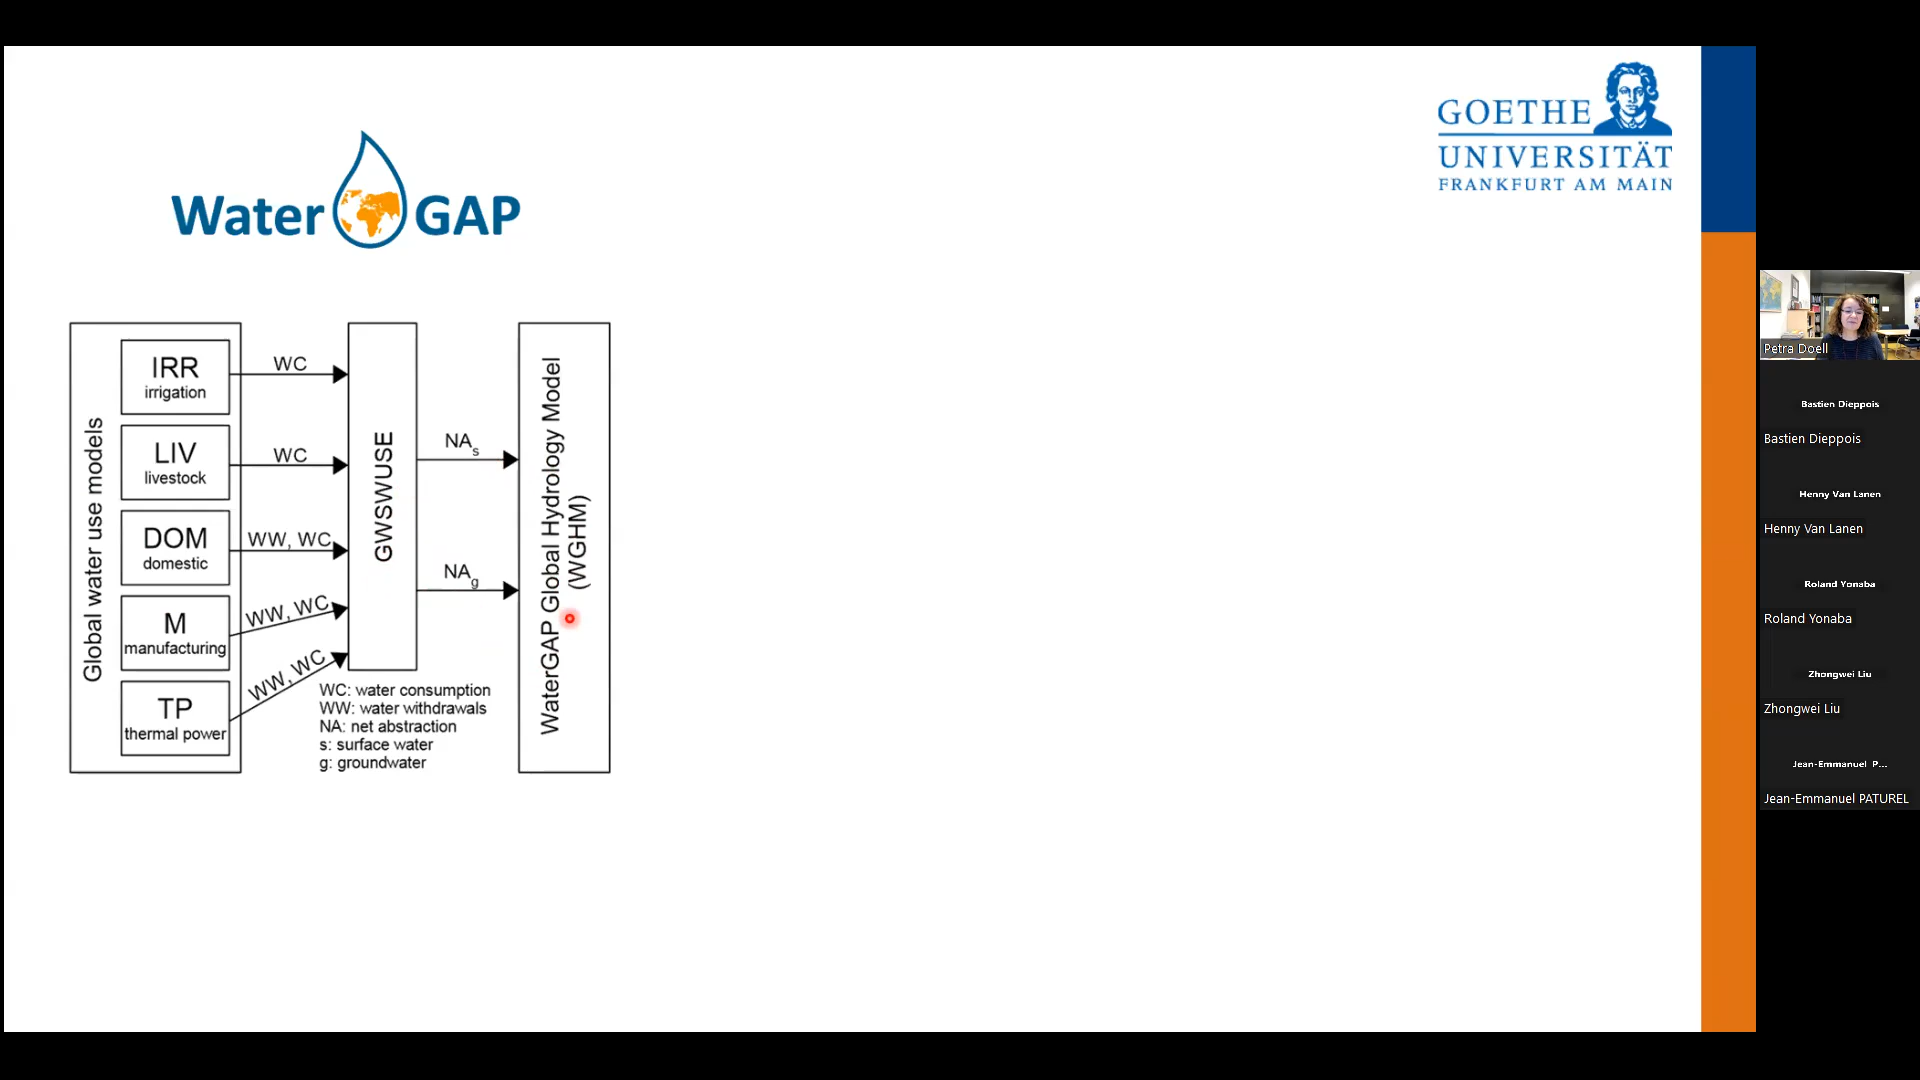 GOETHE
UNIVERSITÄT
FRANKFURT AM MAIN
Water GAP
Global water use models
IRR
irrigation
LIV
livestock
DOM
domestic
M
manufacturing
TP
thermal power
WC
WC
WW, WC
WW, WC
WW, WC
GWSWUSE
NAs
NAg
WaterGAP Global Hydrology Model
(WGHM)
WC: water consumption
WW: water withdrawals
NA: net abstraction
s: surface water
g: groundwater
Petra Doell
Bastien Dieppois
Bastien Dieppois
Henny Van Lanen
Henny Van Lanen
Roland Yonaba
Roland Yonaba
Zhongwei Liu
Zhongwei Liu
Jean-Emmanuel P...
Jean-Emmanuel PATUREL